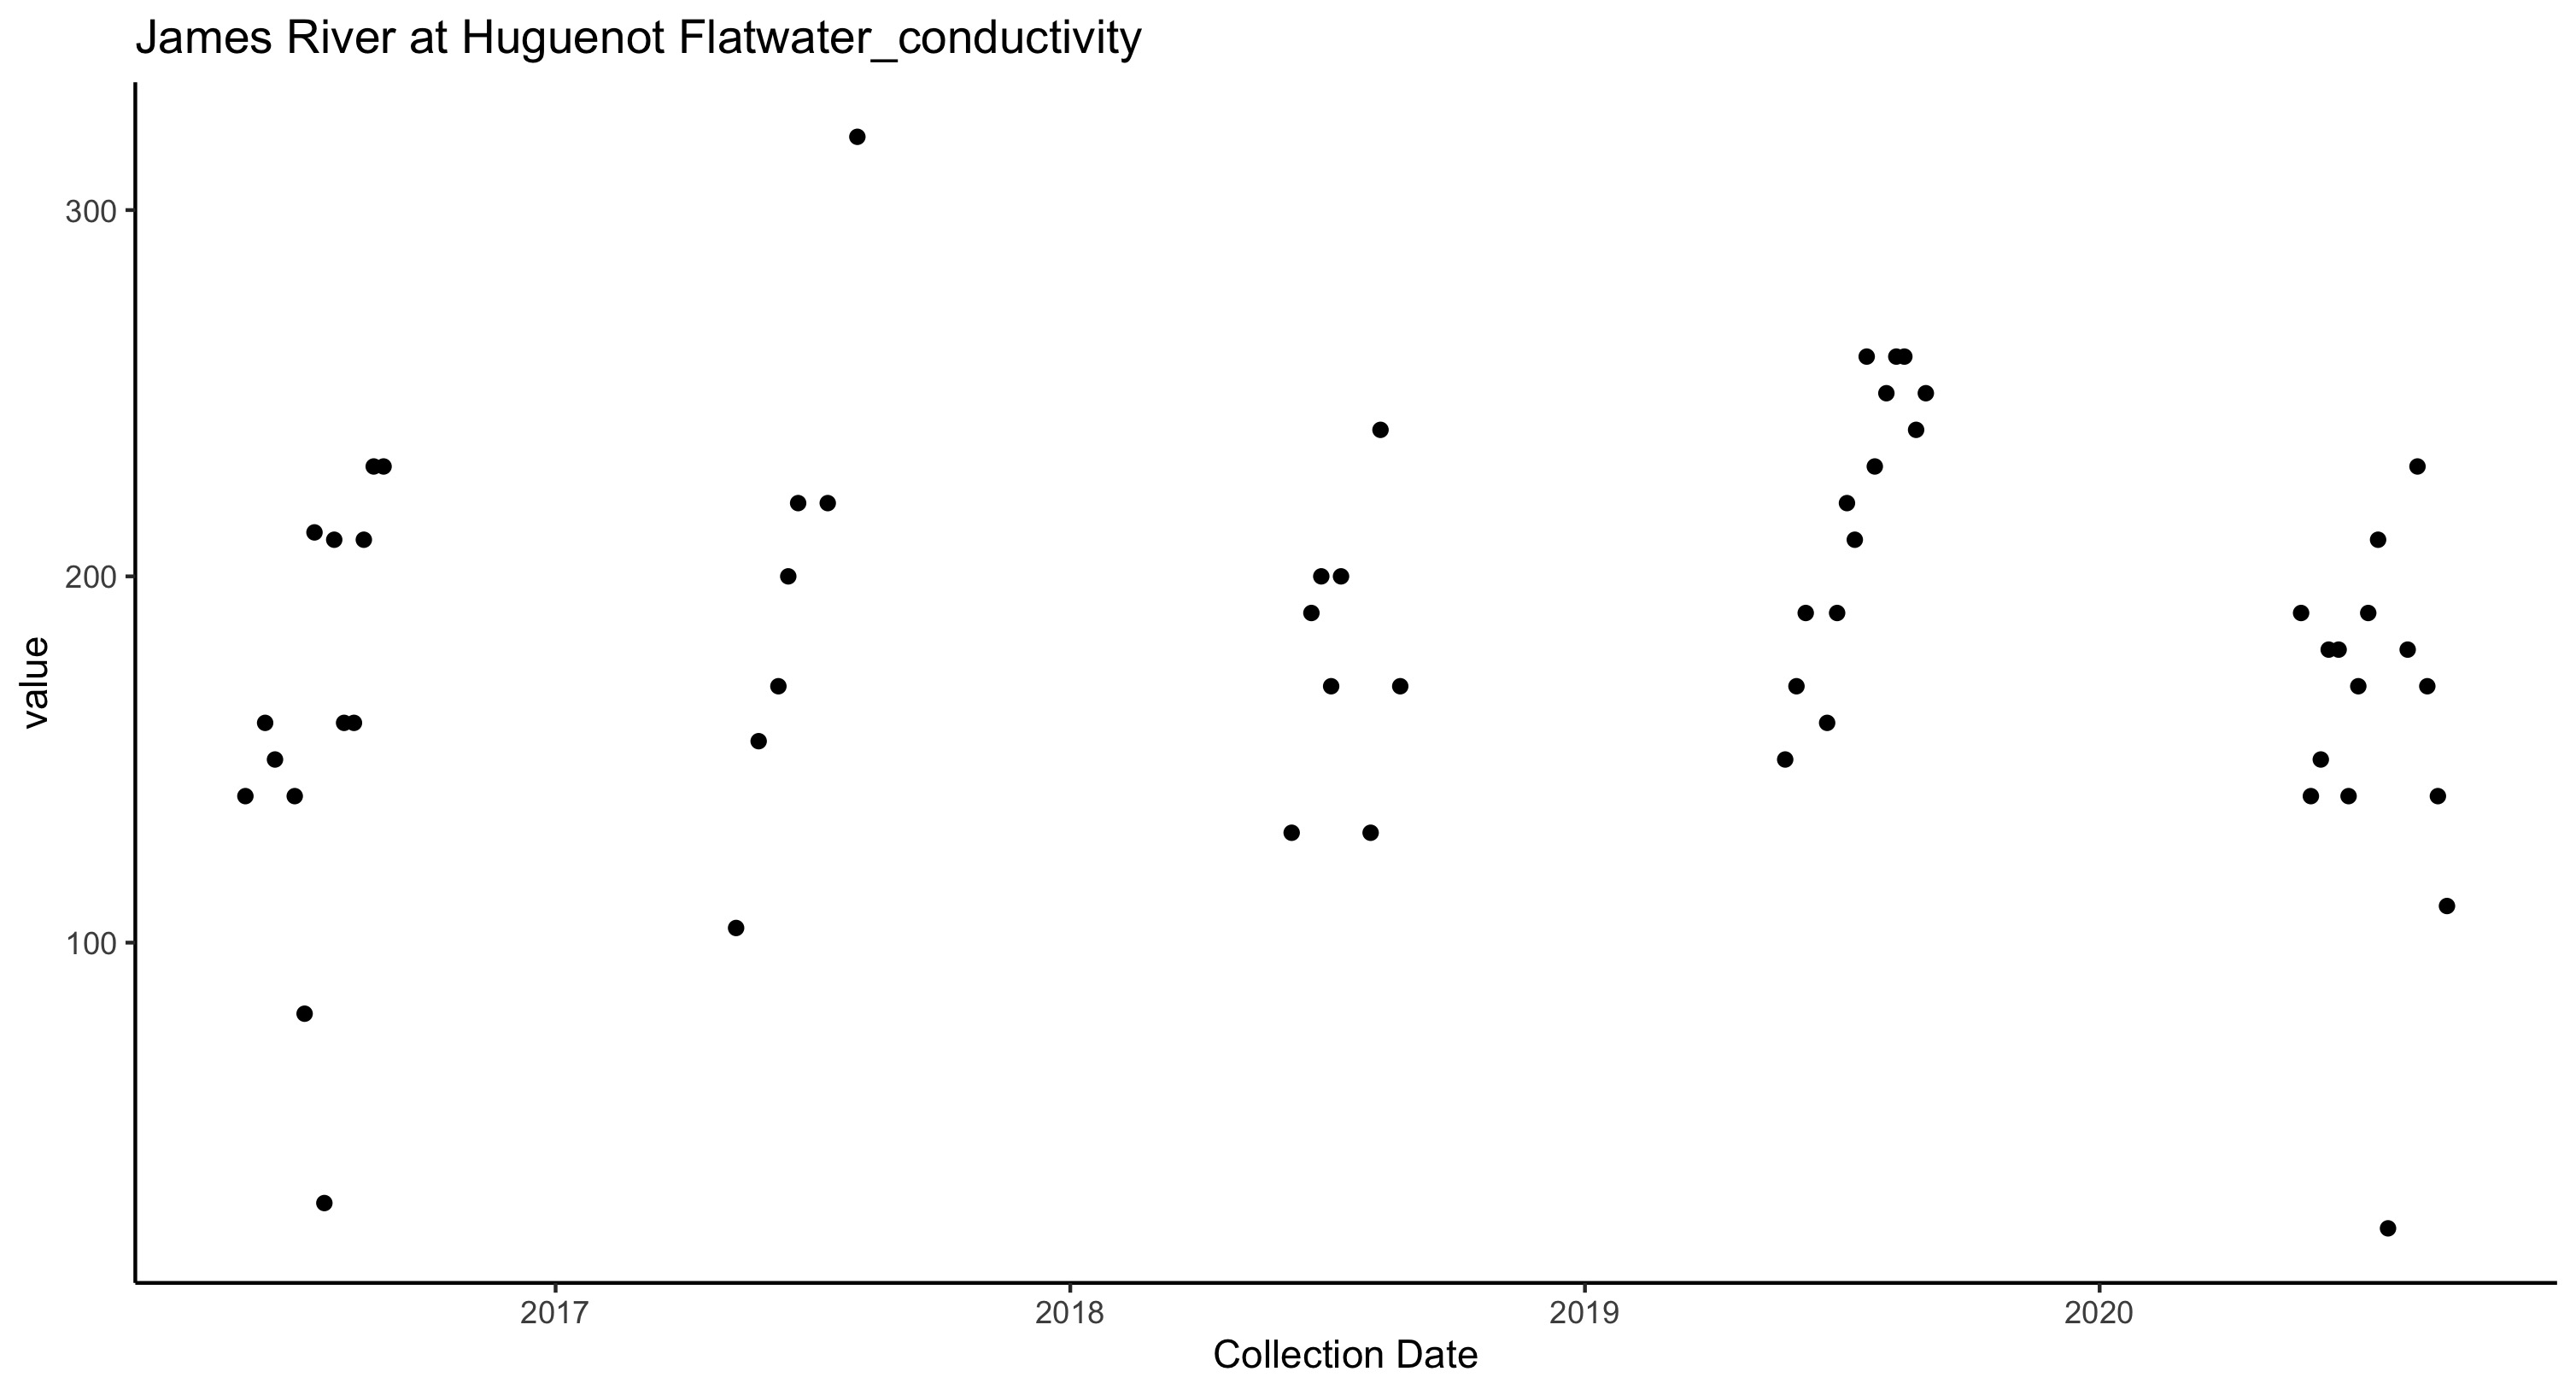 James River at Huguenot Flatwater_conductivity
300
200
100
value
2017 2018 2019 2020
Collection Date